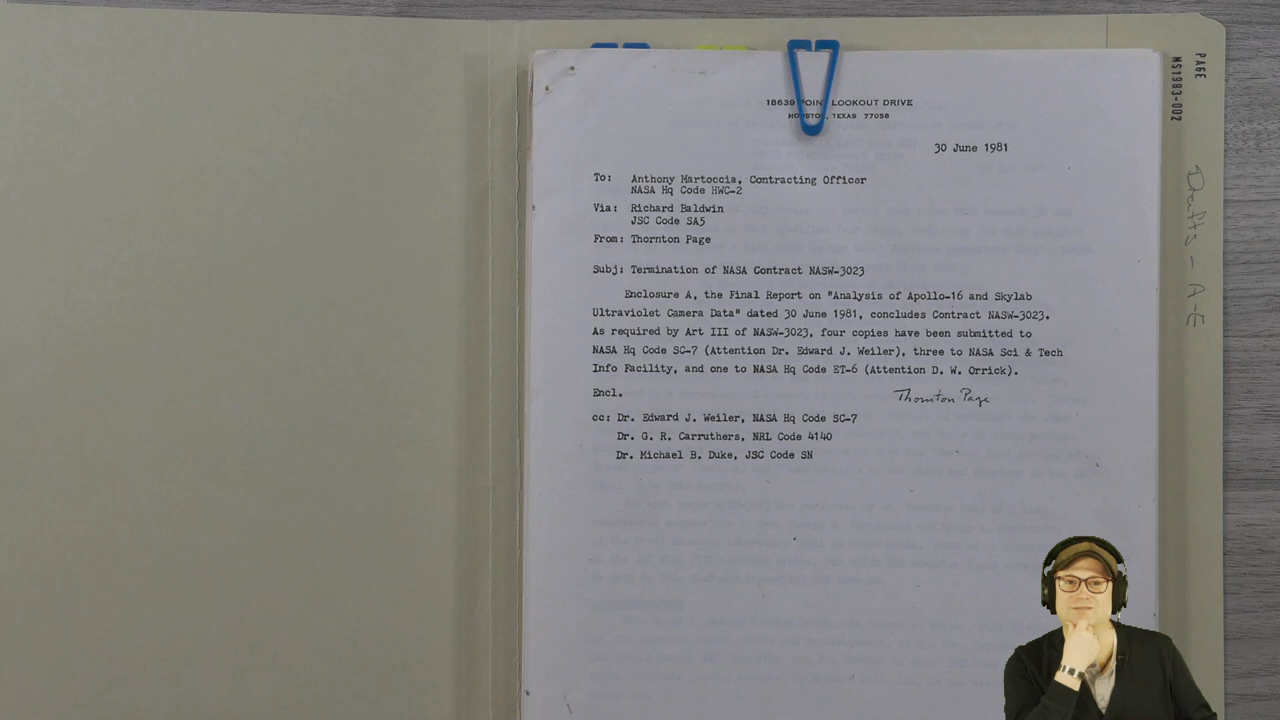 18639 POINT LOOKOUT DRIVE
HOUSTON, TEXAS 77058
30 June 1981
To: Anthony Martoccia, Contracting Officer
NASA Hq Code HWC-2
Via: Richard Baldwin
JSC Code SA5
From: Thornton Page
Subj: Termination of NASA Contract NASW-3023
Enclosure A, the Final Report on "Analysis of Apollo-16 and Skylab
Ultraviolet Camera Data" dated 30 June 1981, concludes Contract NASW-3023.
As required by Art III of NASW-3023, four copies have been submitted to
NASA Hq Code SC-7 (Attention Dr. Edward J. Weiler), three to NASA Sci & Tech
Info Facility, and one to NASA Hq Code ET-6 (Attention D. W. Orrick).
Encl.
Thornton Page
cc: Dr. Edward J. Weiler, NASA Hq Code SC-7
Dr. G. R. Carruthers, NRL Code 4140
Dr. Michael B. Duke, JSC Code SN
PAGE
MS1983-002
Drafts - A-E